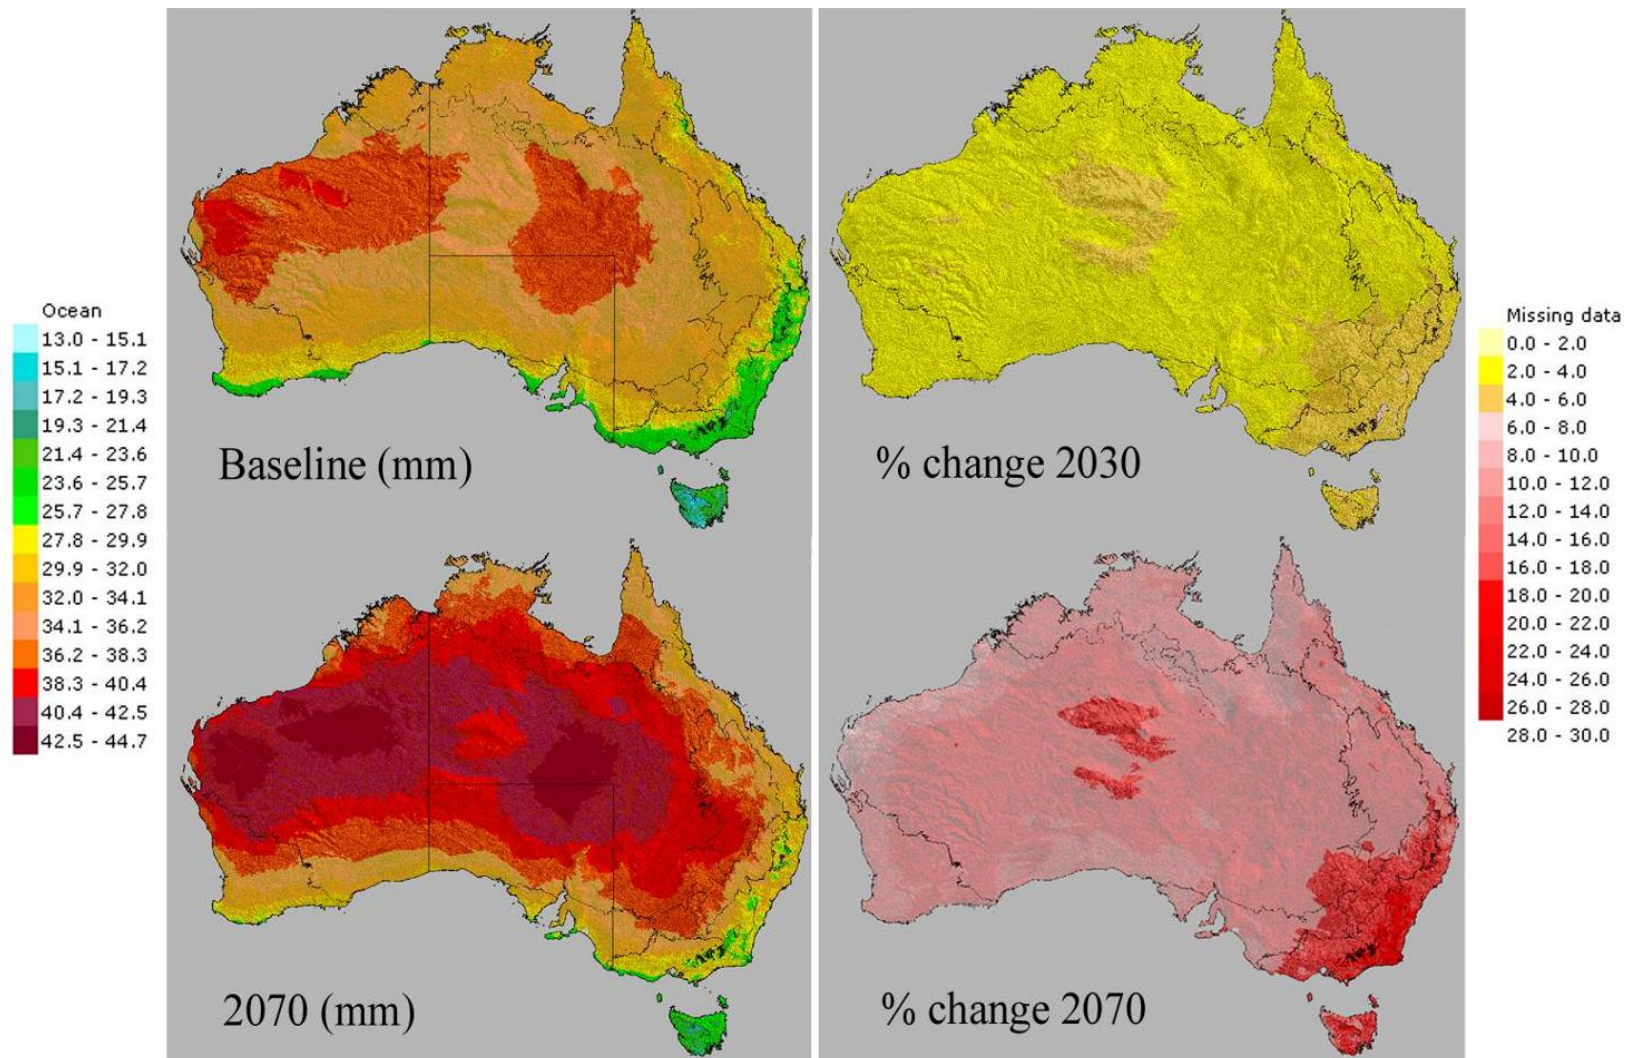 Ocean
13.0 - 15.1
15.1 - 17.2
17.2 - 19.3
19.3 - 21.4
21.4 - 23.6
23.6 - 25.7
25.7 - 27.8
27.8 - 29.9
29.9 - 32.0
32.0 - 34.1
34.1 - 36.2
36.2 - 38.3
38.3 - 40.4
40.4 - 42.5
42.5 - 44.7
Baseline (mm)
% change 2030
2070 (mm)
% change 2070
Missing data
0.0 - 2.0
2.0 - 4.0
4.0 - 6.0
6.0 - 8.0
8.0 - 10.0
10.0 - 12.0
12.0 - 14.0
14.0 - 16.0
16.0 - 18.0
18.0 - 20.0
20.0 - 22.0
22.0 - 24.0
24.0 - 26.0
26.0 - 28.0
28.0 - 30.0